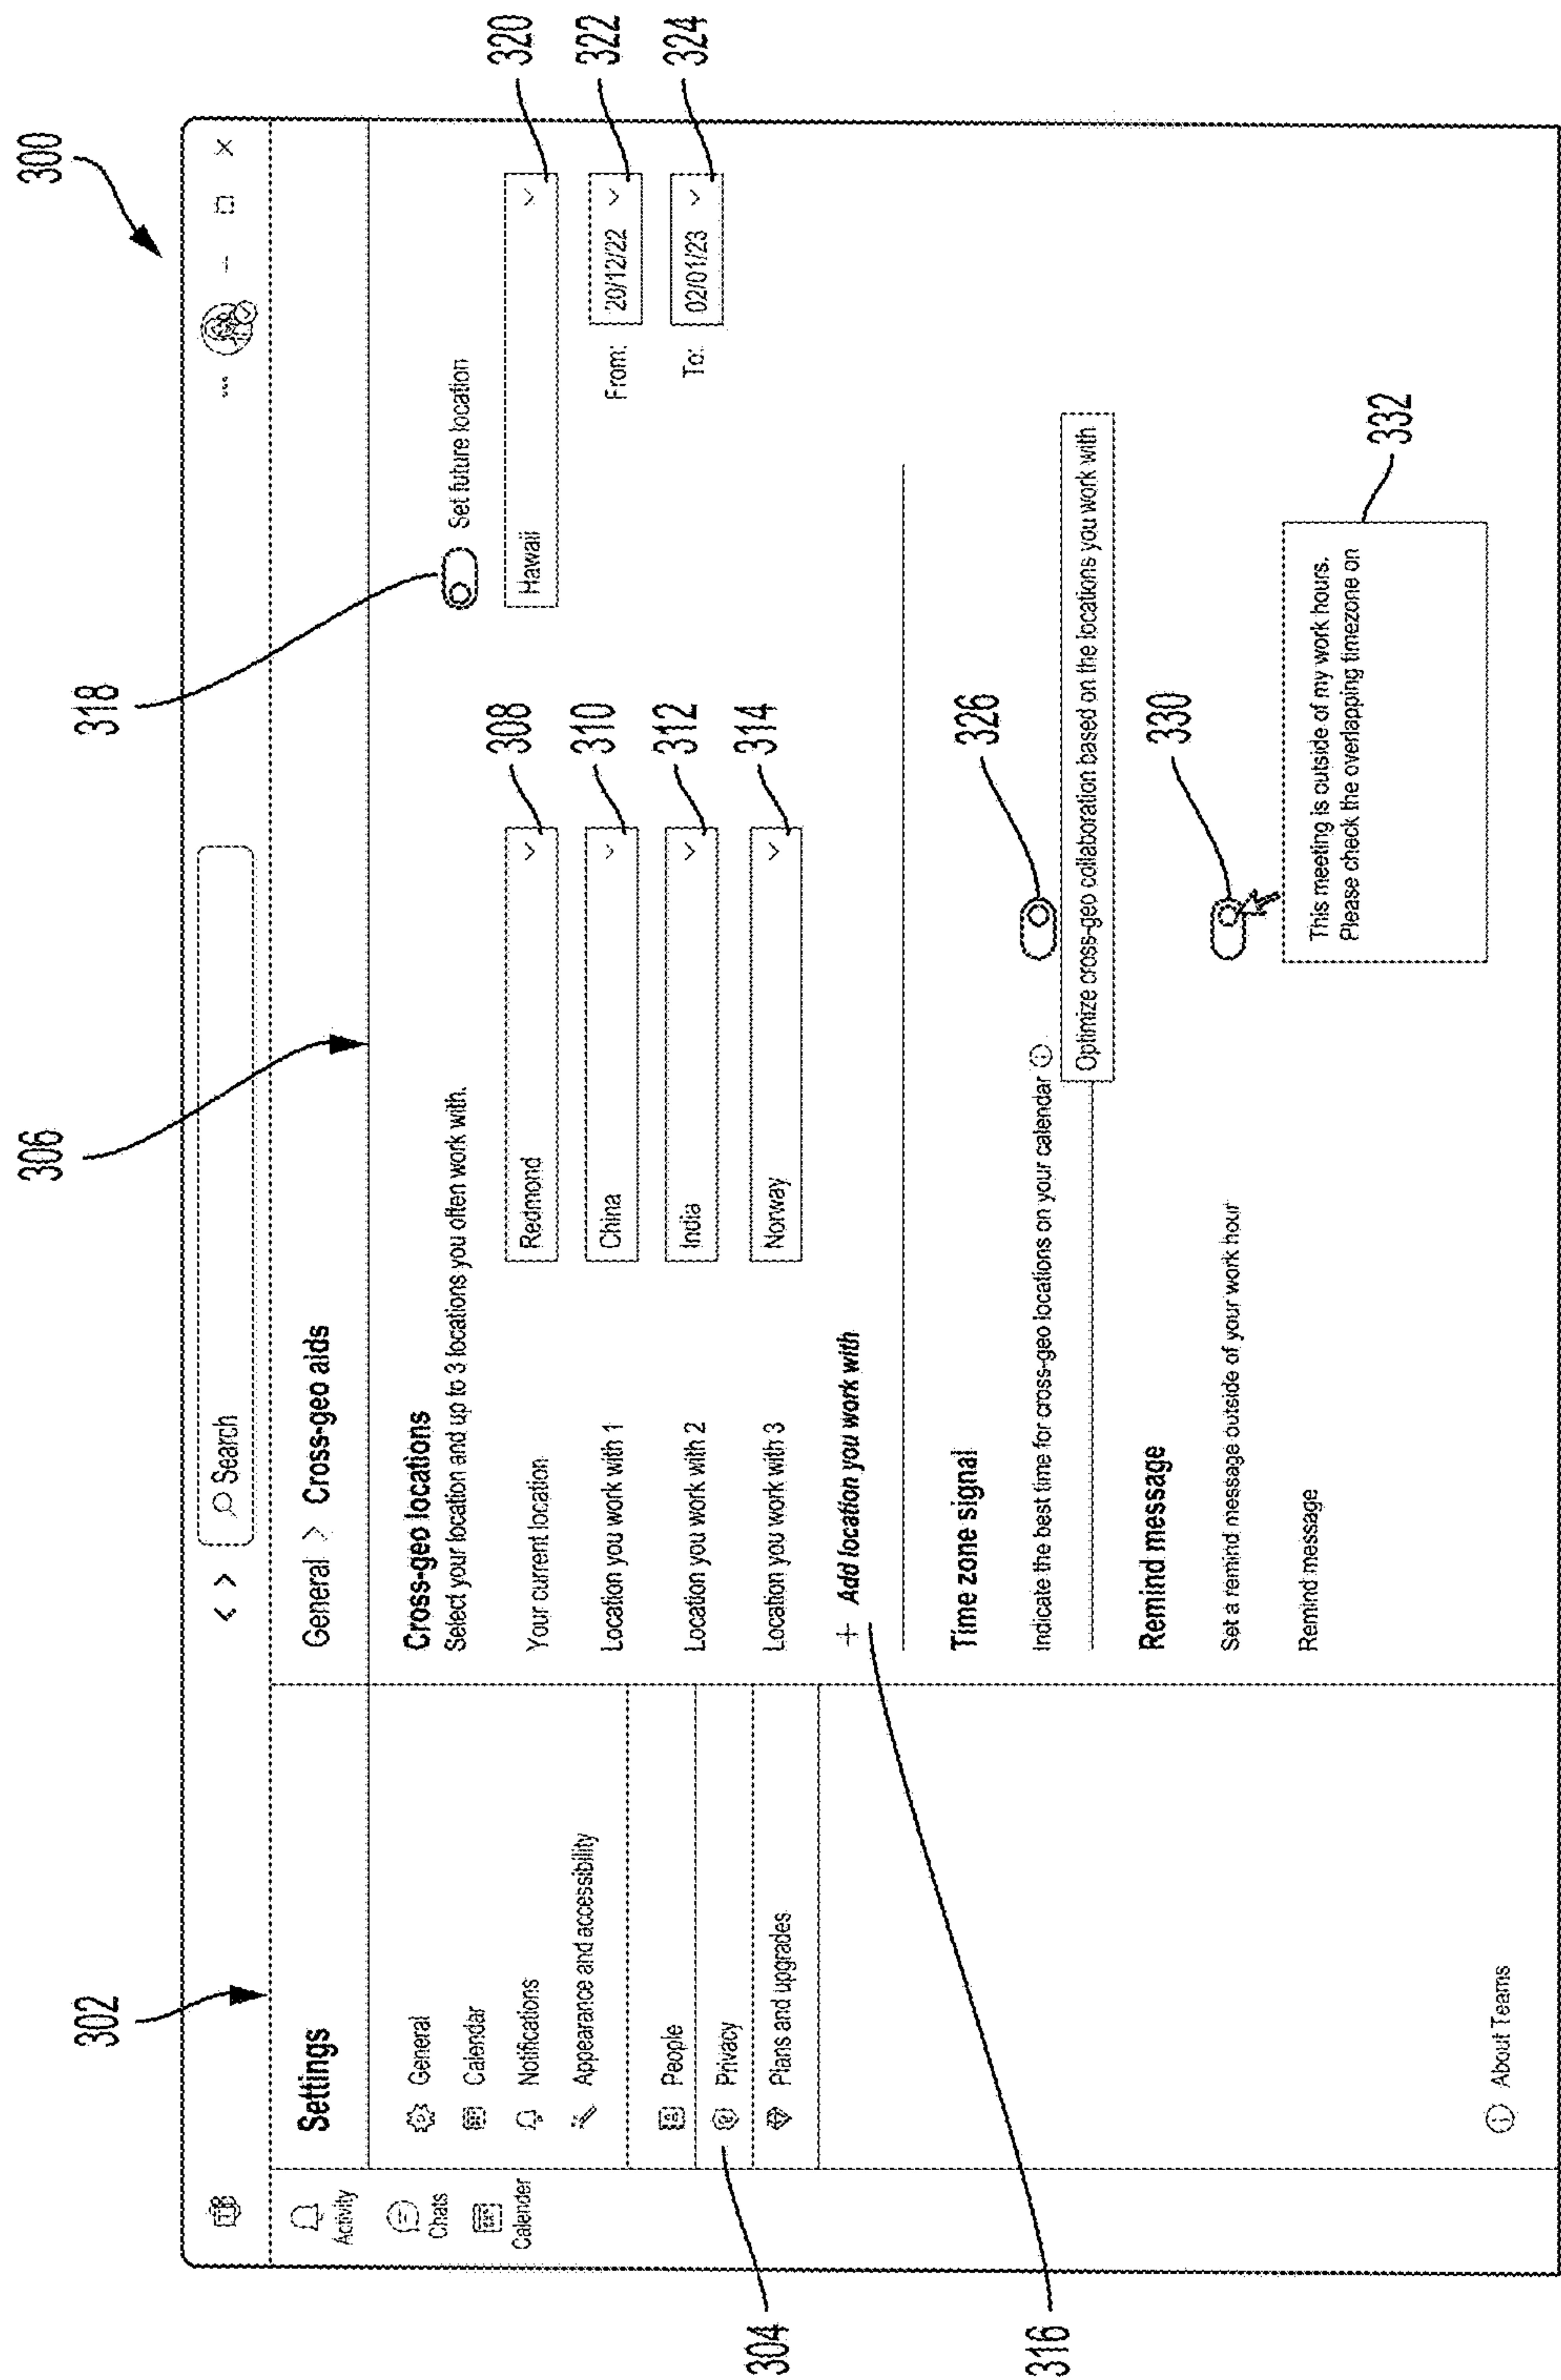 300
302
306
318
Search
Activity
Chats
Calender
Settings
General
Calendar
Notifications
Appearance and accessibility
People
Privacy
Plans and upgrades
About Teams
304
316
General > Cross-geo aids
Cross-geo locations
Select your location and up to 3 locations you often work with.
Your current location
Redmond
308
Location you work with 1
China
310
Location you work with 2
India
312
Location you work with 3
Norway
314
+ Add location you work with
Set future location
Hawaii
320
From:
20/12/22
322
To:
02/01/23
324
Time zone signal
Indicate the best time for cross-geo locations on your calendar
326
Optimize cross-geo collaboration based on the locations you work with
Remind message
Set a remind message outside of your work hour
330
Remind message
This meeting is outside of my work hours.
Please check the overlapping timezone on
332